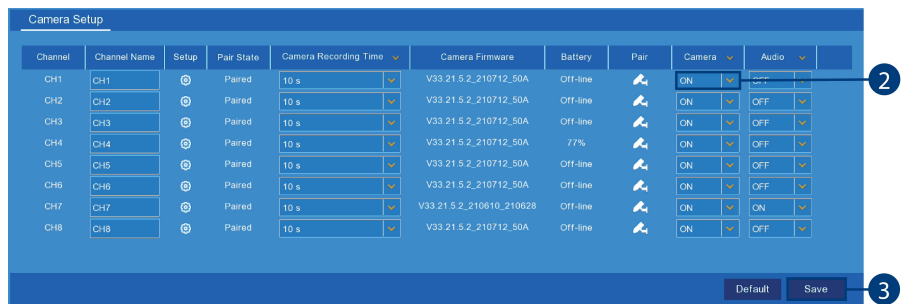 Camera Setup
Channel Channel Name Setup Pair State Camera Recording Time Camera Firmware Battery Pair Camera Audio
CH1 CH1 Paired 10 s V33.21.5.2_210712_50A Off-line ON OFF 2
CH2 CH2 Paired 10 s V33.21.5.2_210712_50A Off-line ON OFF
CH3 CH3 Paired 10 s V33.21.5.2_210712_50A Off-line ON OFF
CH4 CH4 Paired 10 s V33.21.5.2_210712_50A 77% ON OFF
CH5 CH5 Paired 10 s V33.21.5.2_210712_50A Off-line ON OFF
CH6 CH6 Paired 10 s V33.21.5.2_210712_50A Off-line ON OFF
CH7 CH7 Paired 10 s V33.21.5.2_210610_210628 Off-line ON ON
CH8 CH8 Paired 10 s V33.21.5.2_210712_50A Off-line ON OFF
Default Save 3